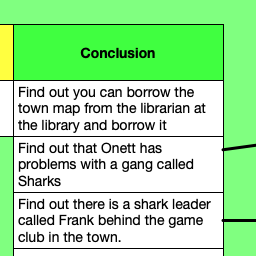 Conclusion
Find out you can borrow the
town map from the librarian at
the library and borrow it
Find out that Onett has
problems with a gang called
Sharks
Find out there is a shark leader
called Frank behind the game
club in the town.